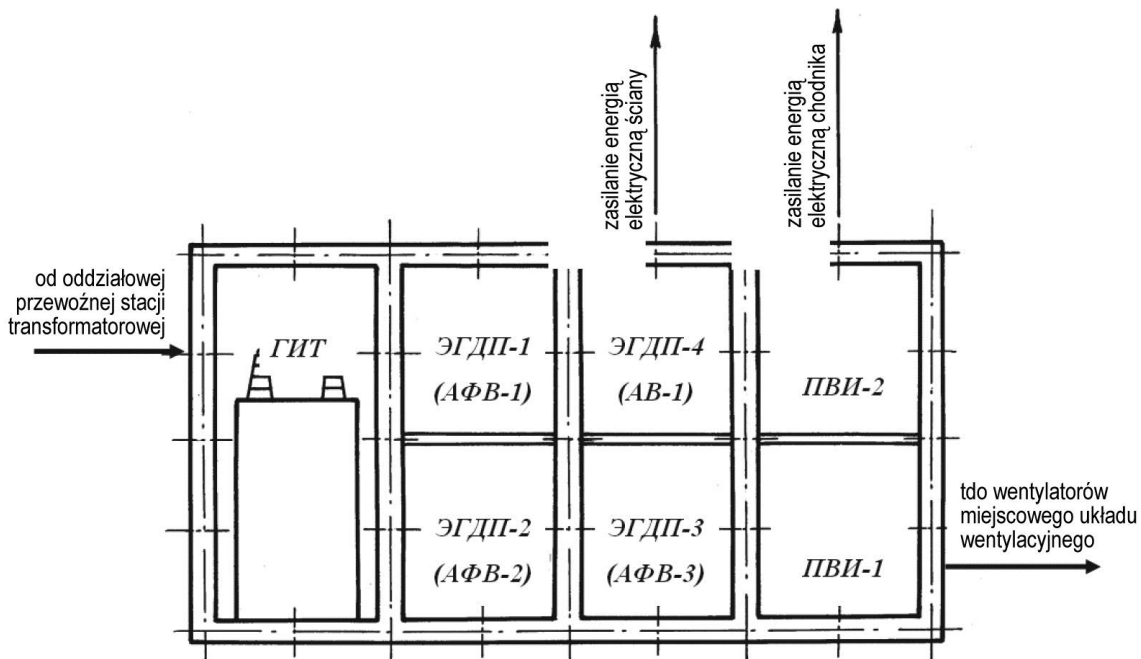 zasilanie energią
elektryczną ściany
zasilanie energią
elektryczną chodnika
od oddziałowej
przewoźnej stacji
transformatorowej
ГИТ
ЭГДП-1
(АФВ-1)
ЭГДП-4
(АВ-1)
ПВИ-2
ЭГДП-2
(АФВ-2)
ЭГДП-3
(АФВ-3)
ПВИ-1
tdo wentylatorów
miejscowego układu
wentylacyjnego